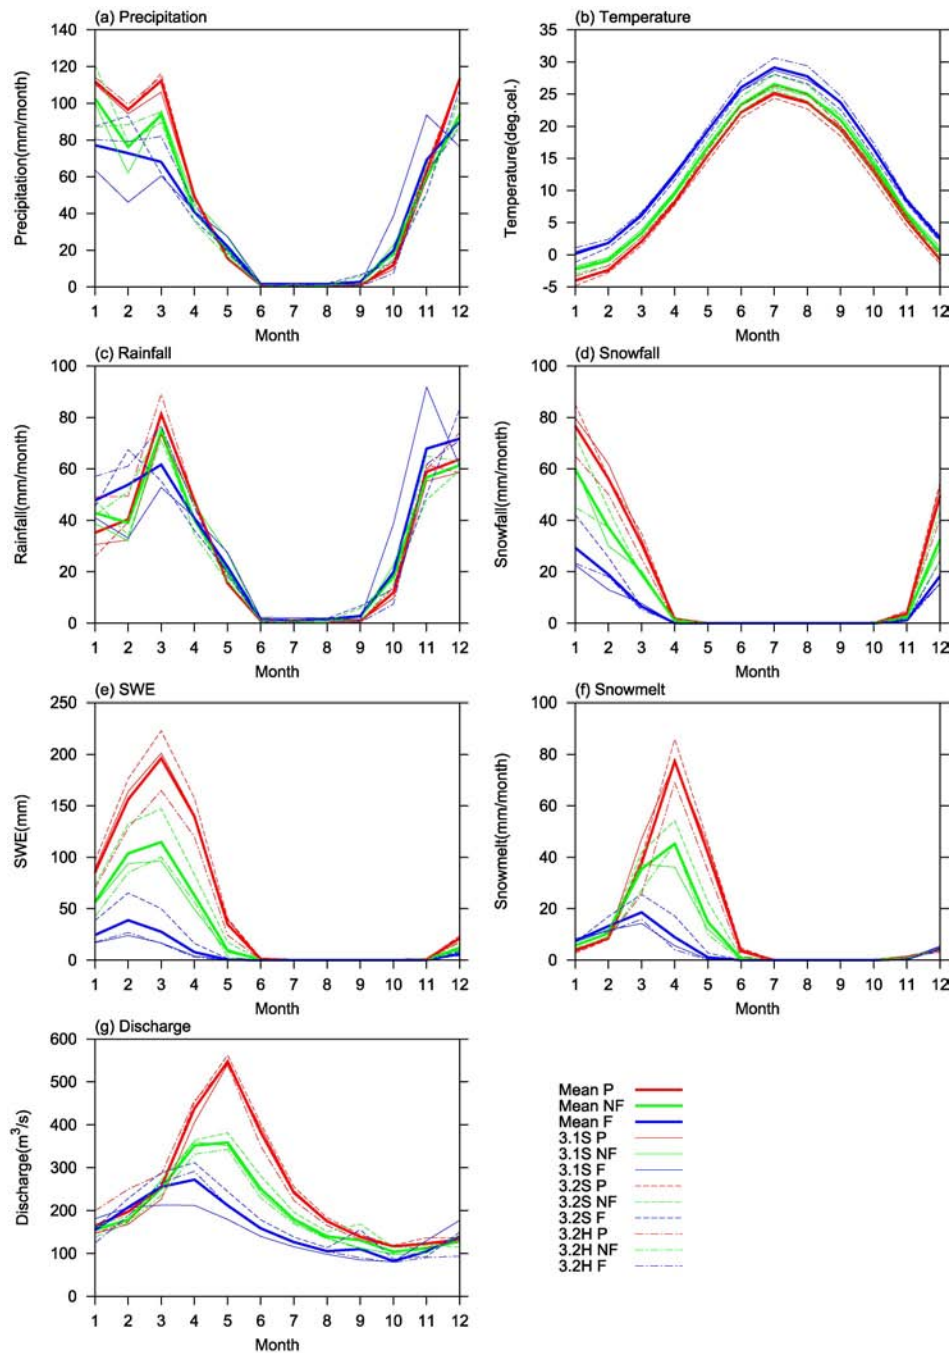 (a) Precipitation
140
120
100
80
60
40
20
0
Precipitation(mm/month)
1 2 3 4 5 6 7 8 9 10 11 12
Month
(b) Temperature
35
30
25
20
15
10
5
0
-5
Temperature(deg.cel.)
1 2 3 4 5 6 7 8 9 10 11 12
Month
(c) Rainfall
100
80
60
40
20
0
Rainfall(mm/month)
1 2 3 4 5 6 7 8 9 10 11 12
Month
(d) Snowfall
100
80
60
40
20
0
Snowfall(mm/month)
1 2 3 4 5 6 7 8 9 10 11 12
Month
(e) SWE
250
200
150
100
50
0
SWE(mm)
1 2 3 4 5 6 7 8 9 10 11 12
Month
(f) Snowmelt
100
80
60
40
20
0
Snowmelt(mm/month)
1 2 3 4 5 6 7 8 9 10 11 12
Month
(g) Discharge
600
500
400
300
200
100
0
Discharge(m³/s)
1 2 3 4 5 6 7 8 9 10 11 12
Month
Mean P
Mean NF
Mean F
3.1S P
3.1S NF
3.1S F
3.2S P
3.2S NF
3.2S F
3.2H P
3.2H NF
3.2H F